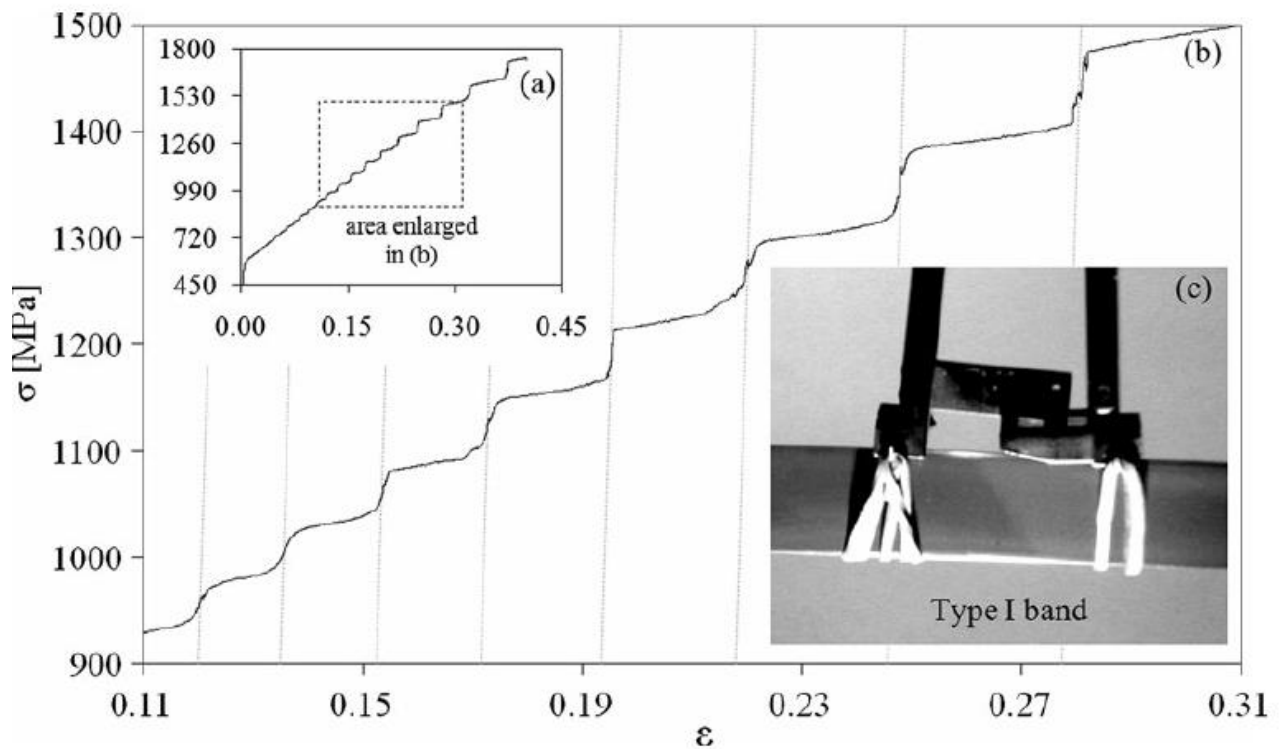 1500
1400
1300
1200
1100
1000
900
σ [MPa]
0.11
0.15
0.19
0.23
0.27
0.31
ε
(b)
1800
1530
1260
990
720
450
0.00
0.15
0.30
0.45
(a)
area enlarged
in (b)
(c)
Type I band